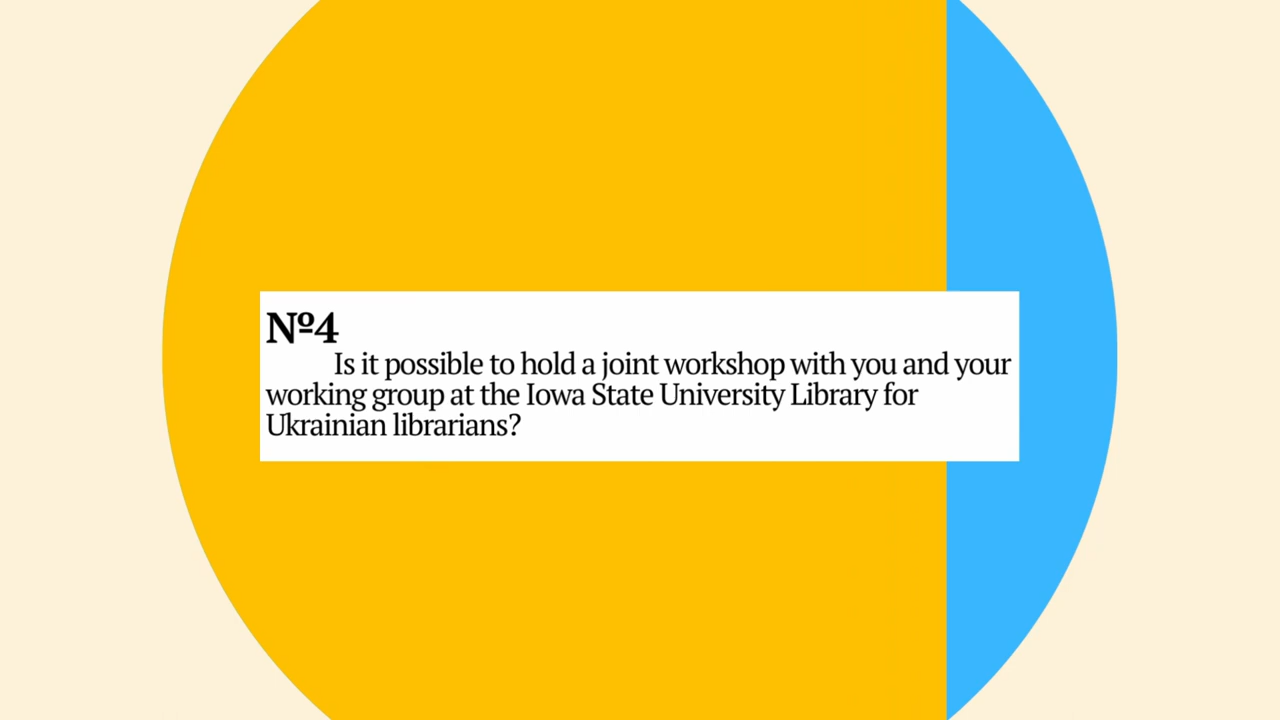 №4
Is it possible to hold a joint workshop with you and your
working group at the Iowa State University Library for
Ukrainian librarians?